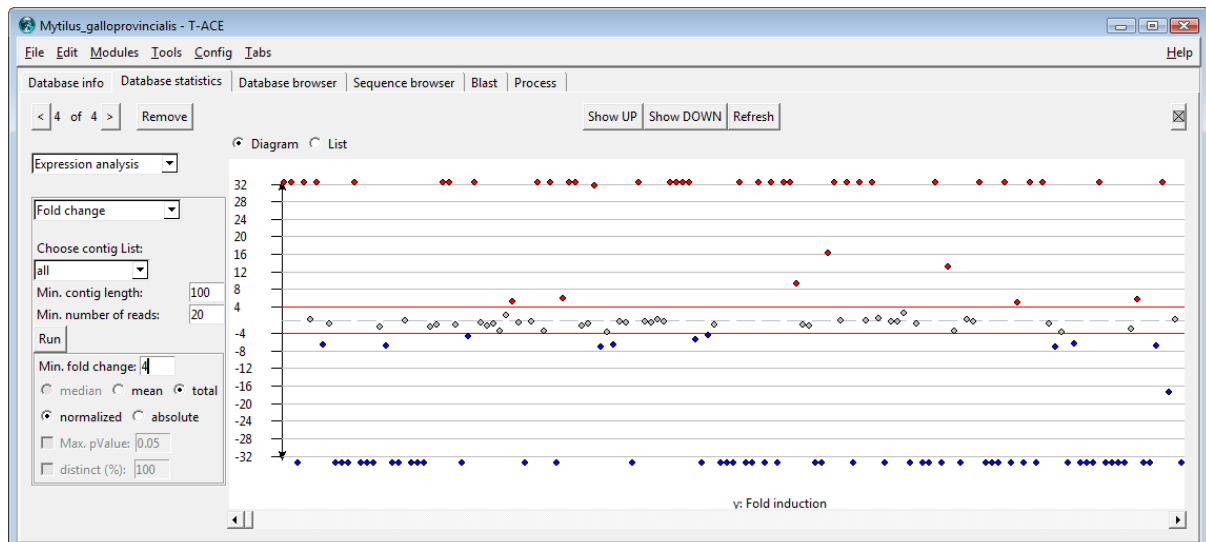 Mytilus_galloprovincialis - T-ACE
File Edit Modules Tools Config Tabs Help
Database info Database statistics Database browser Sequence browser Blast Process
< 4 of 4 > Remove Show UP Show DOWN Refresh
Diagram List
Expression analysis
Fold change
Choose contig List:
all
Min. contig length: 100
Min. number of reads: 20
Run
Min. fold change: 4
median mean total
normalized absolute
Max. pValue: 0.05
distinct (%): 100
32
28
24
20
16
12
8
4
-4
-8
-12
-16
-20
-24
-28
-32
y: Fold induction